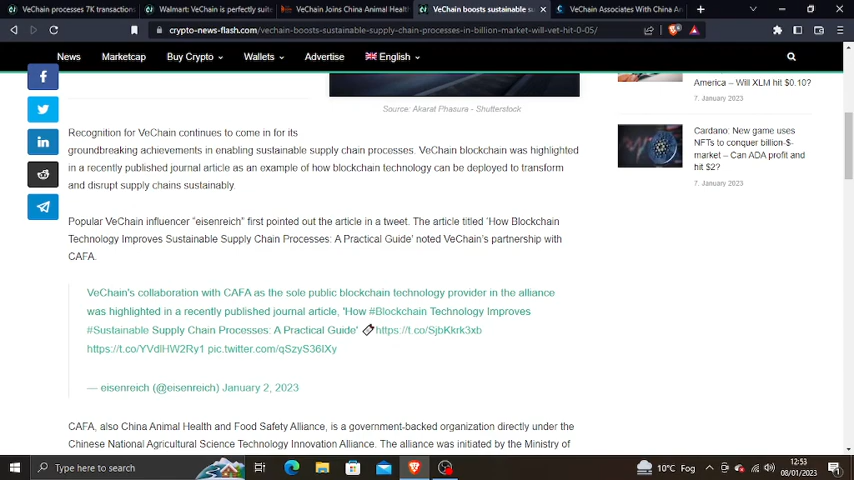 VeChain processes 7K transaction
Walmart: VeChain is perfectly suite
VeChain Joins China Animal Healt
VeChain boosts sustainable su
VeChain Associates With China An
crypto-news-flash.com/vechain-boosts-sustainable-supply-chain-processes-in-billion-market-will-vet-hit-0-05/
News
Marketcap
Buy Crypto
Wallets
Advertise
English
Source: Akarat Phasura - Shutterstock
Recognition for VeChain continues to come in for its
groundbreaking achievements in enabling sustainable supply chain processes. VeChain blockchain was highlighted
in a recently published journal article as an example of how blockchain technology can be deployed to transform
and disrupt supply chains sustainably.
Popular VeChain influencer “eisenreich” first pointed out the article in a tweet. The article titled ‘How Blockchain
Technology Improves Sustainable Supply Chain Processes: A Practical Guide’ noted VeChain’s partnership with
CAFA.
VeChain's collaboration with CAFA as the sole public blockchain technology provider in the alliance
was highlighted in a recently published journal article, 'How #Blockchain Technology Improves
#Sustainable Supply Chain Processes: A Practical Guide' https://t.co/SjbKkrk3xb
https://t.co/YVdlHW2Ry1 pic.twitter.com/qSzyS36IXy
— eisenreich (@eisenreich) January 2, 2023
CAFA, also China Animal Health and Food Safety Alliance, is a government-backed organization directly under the
Chinese National Agricultural Science Technology Innovation Alliance. The alliance was initiated by the Ministry of
America – Will XLM hit $0.10?
7. January 2023
Cardano: New game uses
NFTs to conquer billion-$-
market – Can ADA profit and
hit $2?
7. January 2023
Type here to search
10°C Fog
12:53
08/01/2023